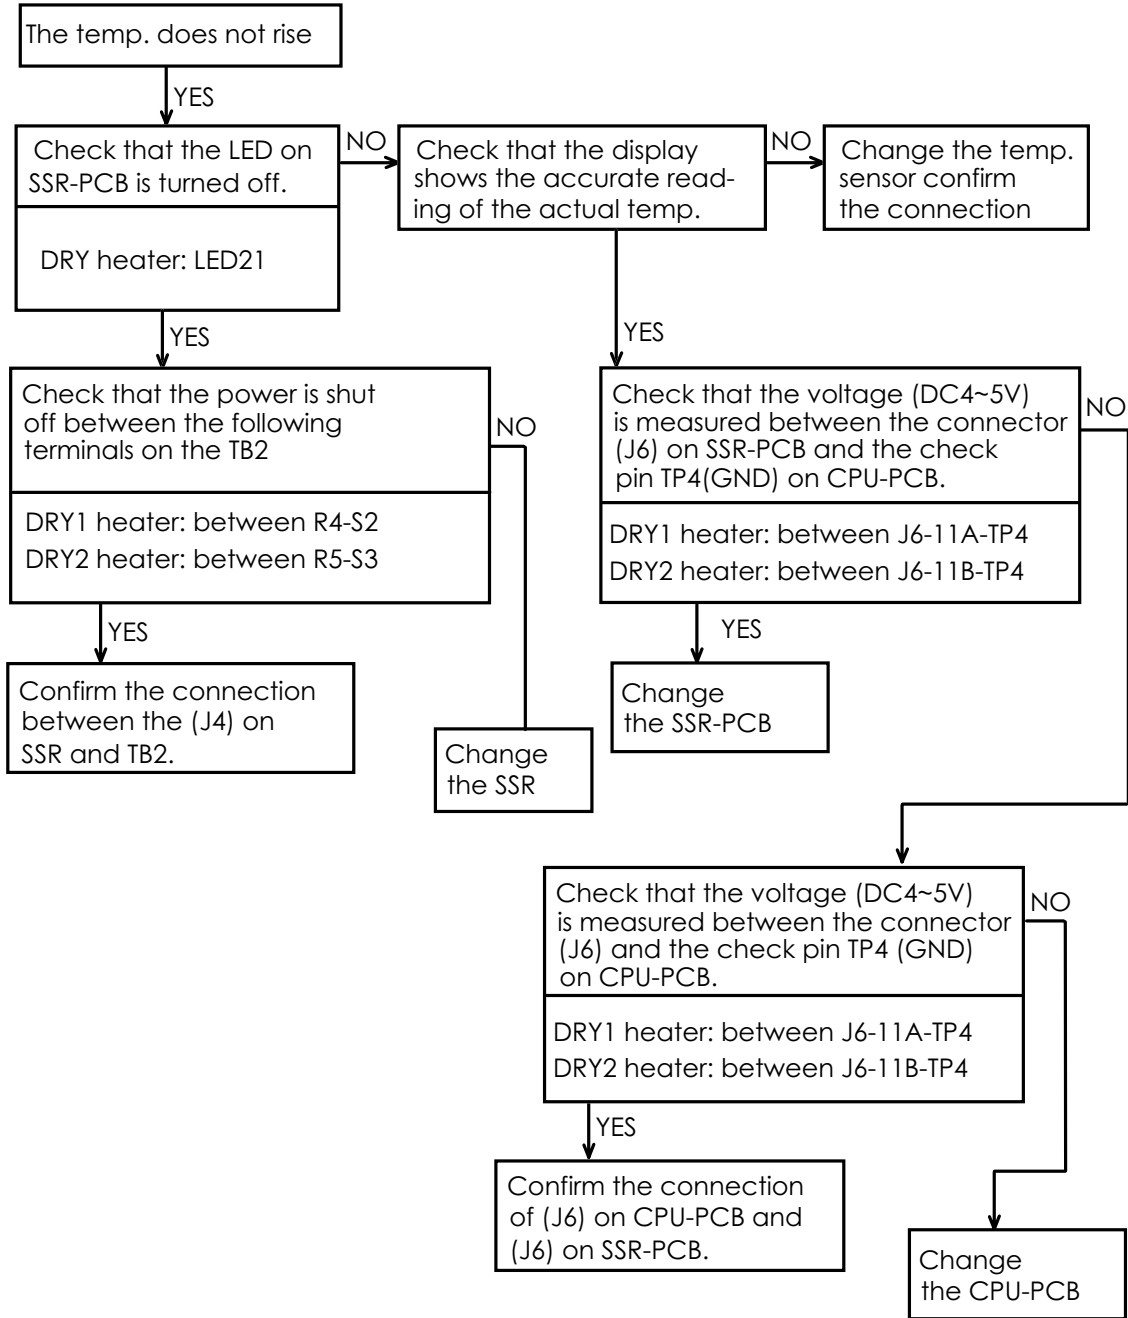 The temp. does not rise
YES
Check that the LED on
SSR-PCB is turned off.
DRY heater: LED21
NO
Check that the display
shows the accurate read-
ing of the actual temp.
NO
Change the temp.
sensor confirm
the connection
YES
Check that the power is shut
off between the following
terminals on the TB2
DRY1 heater: between R4-S2
DRY2 heater: between R5-S3
NO
YES
Check that the voltage (DC4~5V)
is measured between the connector
(J6) on SSR-PCB and the check
pin TP4(GND) on CPU-PCB.
DRY1 heater: between J6-11A-TP4
DRY2 heater: between J6-11B-TP4
NO
YES
Confirm the connection
between the (J4) on
SSR and TB2.
Change
the SSR
YES
Change
the SSR-PCB
Check that the voltage (DC4~5V)
is measured between the connector
(J6) and the check pin TP4 (GND)
on CPU-PCB.
DRY1 heater: between J6-11A-TP4
DRY2 heater: between J6-11B-TP4
NO
YES
Confirm the connection
of (J6) on CPU-PCB and
(J6) on SSR-PCB.
Change
the CPU-PCB